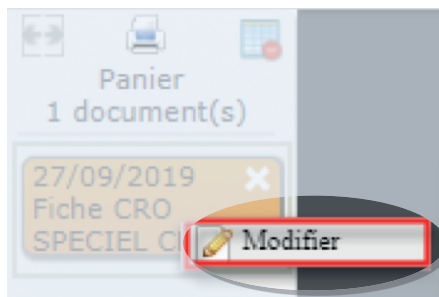 Panier
1 document(s)
27/09/2019
Fiche CRO
SPECIEL
Modifier